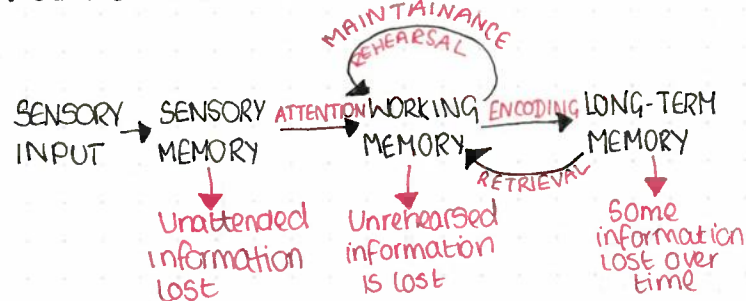 MAINTAINANCE
REHEARSAL
SENSORY
INPUT
SENSORY
MEMORY
ATTENTION
WORKING
MEMORY
ENCODING
LONG-TERM
MEMORY
RETRIEVAL
Unattended
information
lost
Unrehearsed
information
is lost
Some
information
lost over
time